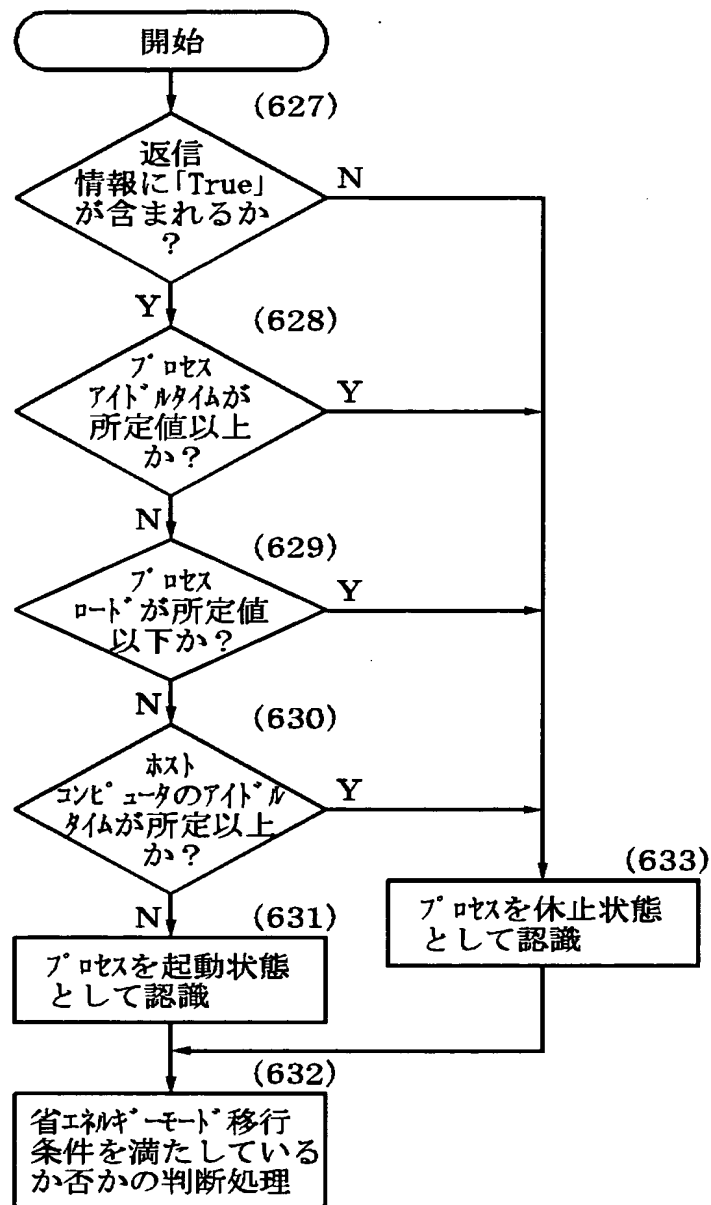 開始
(627)
返信
情報に「True」
が含まれるか
?
N
Y
(628)
プロセス
アイドルタイムが
所定値以上
か?
Y
N
(629)
プロセス
ロードが所定値
以下か?
Y
N
(630)
ホスト
コンピュータのアイドル
タイムが所定以上
か?
Y
N
(631)
プロセスを起動状態
として認識
(633)
プロセスを休止状態
として認識
(632)
省エネルギーモード移行
条件を満たしている
か否かの判断処理